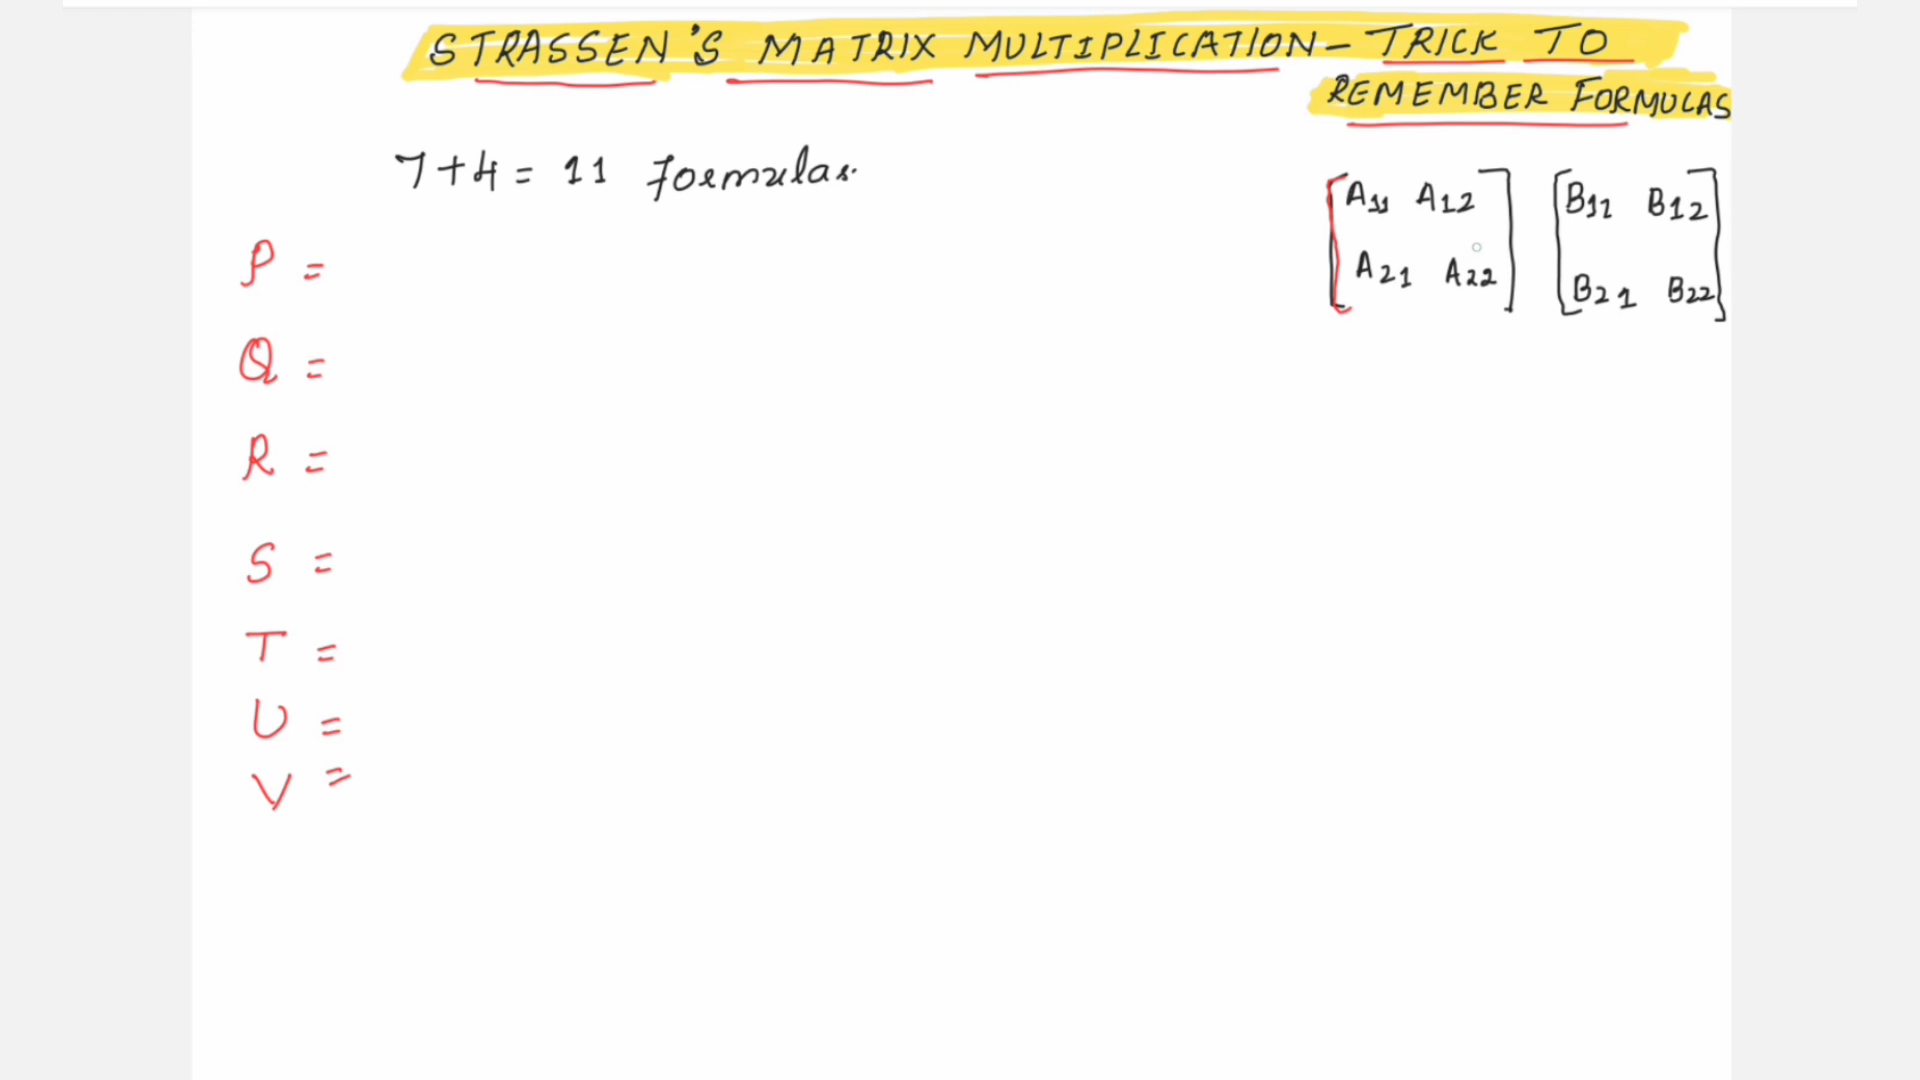 STRASSEN'S MATRIX MULTIPLICATION - TRICK TO
REMEMBER FORMULAS
7+4 = 11 formulas.
A11 A12 B11 B12
A21 A22 B21 B22
P =
Q =
R =
S =
T =
U =
V =